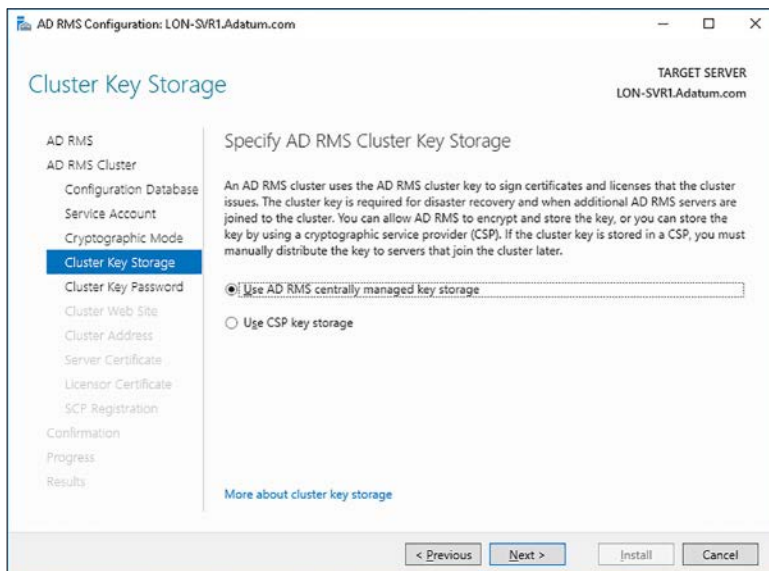 AD RMS Configuration: LON-SVR1.Adatum.com
Cluster Key Storage
TARGET SERVER
LON-SVR1.Adatum.com
AD RMS
AD RMS Cluster
Configuration Database
Service Account
Cryptographic Mode
Cluster Key Storage
Cluster Key Password
Cluster Web Site
Cluster Address
Server Certificate
Licensor Certificate
SCP Registration
Confirmation
Progress
Results
Specify AD RMS Cluster Key Storage
An AD RMS cluster uses the AD RMS cluster key to sign certificates and licenses that the cluster
issues. The cluster key is required for disaster recovery and when additional AD RMS servers are
joined to the cluster. You can allow AD RMS to encrypt and store the key, or you can store the
key by using a cryptographic service provider (CSP). If the cluster key is stored in a CSP, you must
manually distribute the key to servers that join the cluster later.
Use AD RMS centrally managed key storage
Use CSP key storage
More about cluster key storage
< Previous
Next >
Install
Cancel